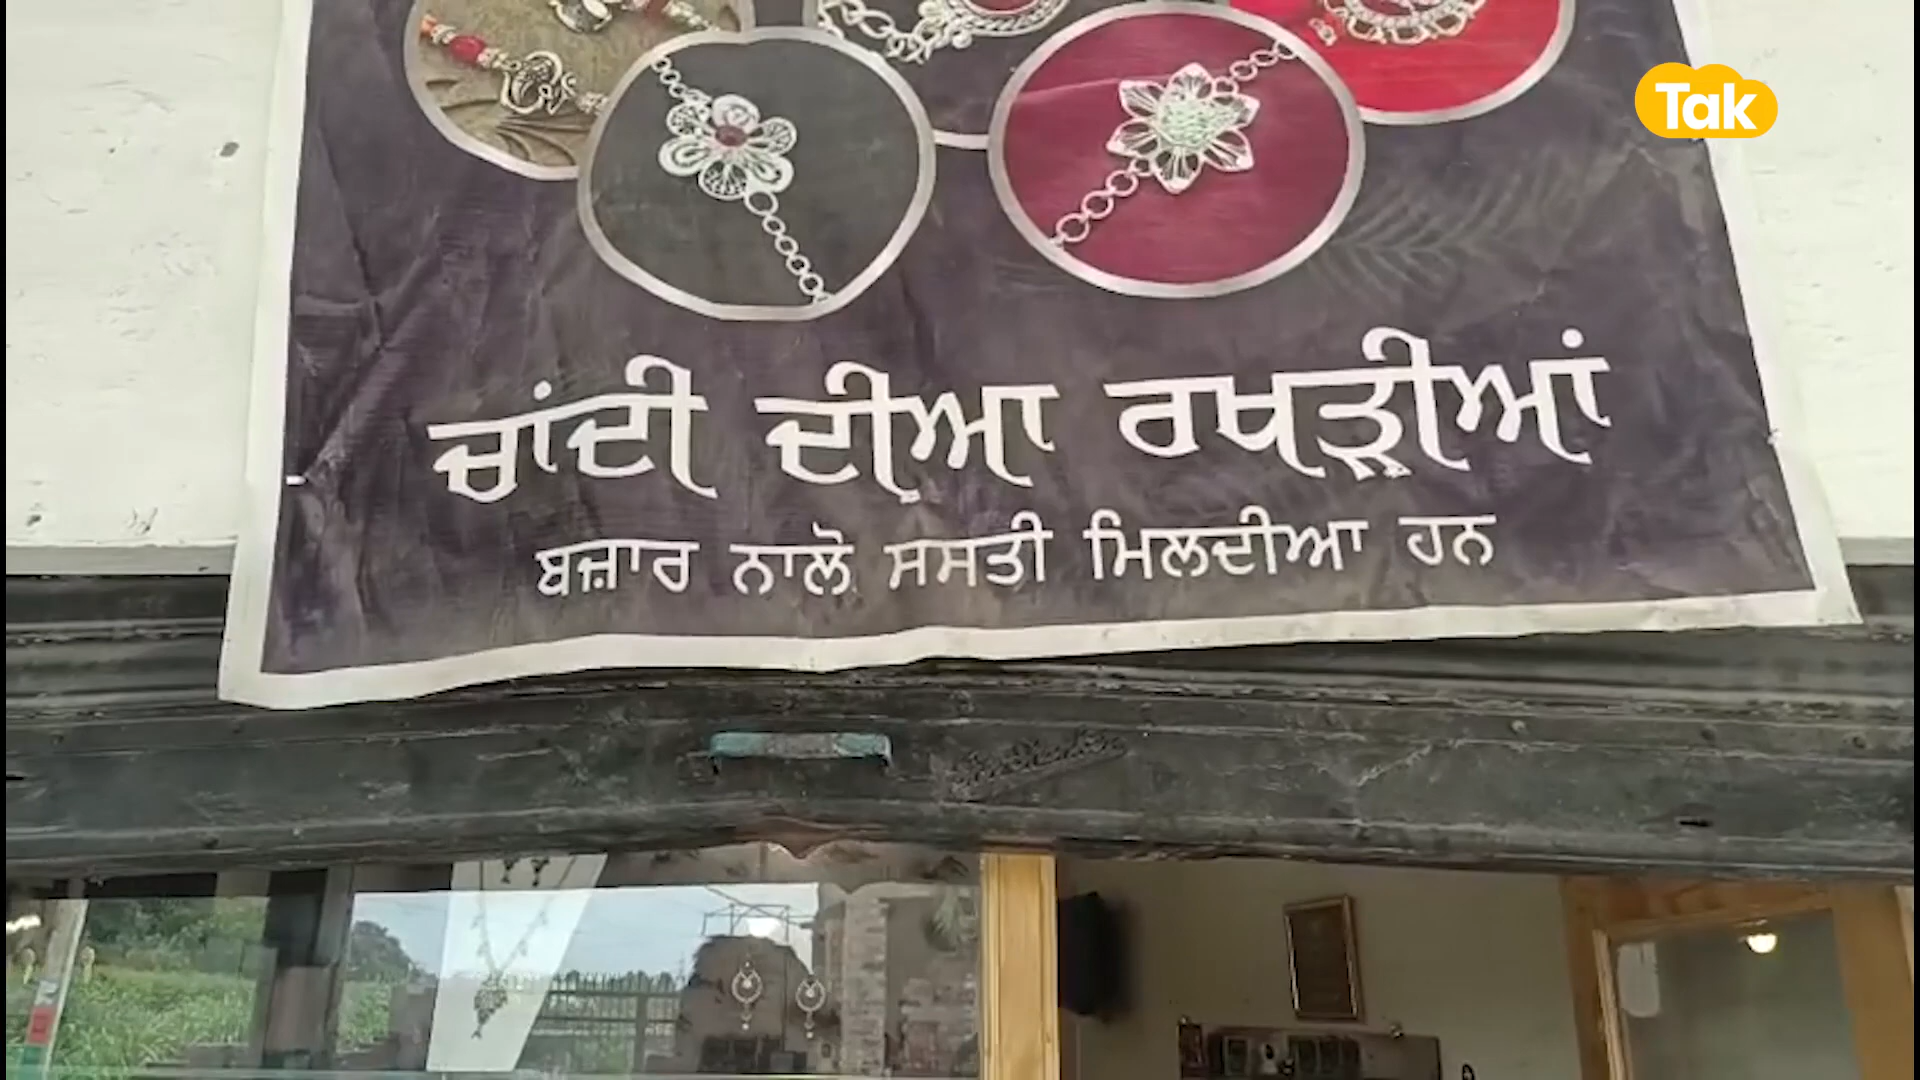 Tak
ਚਾਂਦੀ ਦੀਆ ਰਖੜੀਆਂ
ਬਜ਼ਾਰ ਨਾਲੋ ਸਸਤੀ ਮਿਲਦੀਆ ਹਨ